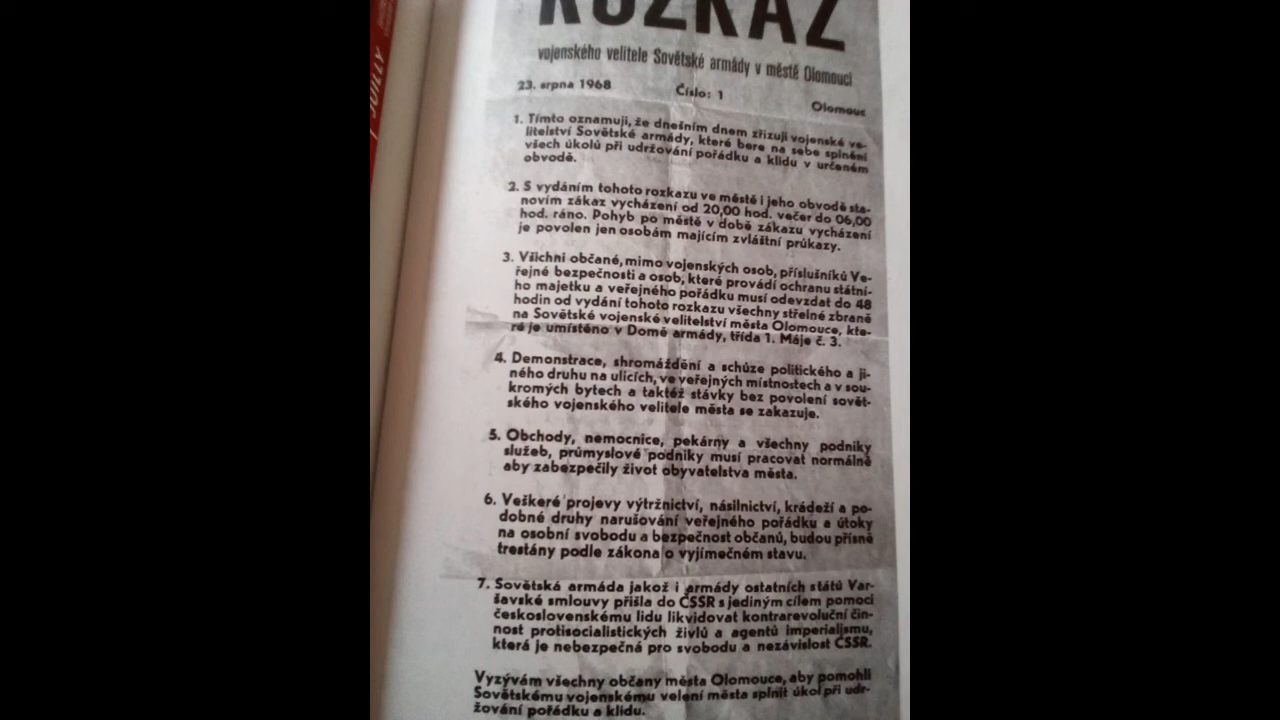 ROZKAZ
vojenského velitele Sovětské armády v městě Olomouci
23. srpna 1968 Číslo: 1 Olomouc
1. Tímto oznamuji, že dnešním dnem zřizuji vojenské ve-
litelství Sovětské armády, které bere na sebe splnění
všech úkolů při udržování pořádku a klidu v určeném
obvodě.
2. S vydáním tohoto rozkazu ve městě i jeho obvodě sta-
novím zákaz vycházení od 20,00 hod. večer do 06,00
hod. ráno. Pohyb po městě v době zákazu vycházení
je povolen jen osobám majícím zvláštní průkazy.
3. Všichni občané, mimo vojenských osob, příslušníků Ve-
řejné bezpečnosti a osob, které provádí ochranu státní-
ho majetku a veřejného pořádku musí odevzdat do 48
hodin od vydání tohoto rozkazu všechny střelné zbraně
na Sovětské vojenské velitelství města Olomouce, kte-
ré je umístěno v Domě armády, třída 1. Máje č. 3.
4. Demonstrace, shromáždění a schůze politického a ji-
ného druhu na ulicích, ve veřejných místnostech a v sou-
kromých bytech a taktéž stávky bez povolení sovět-
ského vojenského velitele města se zakazuje.
5. Obchody, nemocnice, pekárny a všechny podniky
služeb, průmyslové podniky musí pracovat normálně
aby zabezpečily život obyvatelstva města.
6. Veškeré projevy výtržnictví, násilnictví, krádeží a po-
dobné druhy narušování veřejného pořádku a útoky
na osobní svobodu a bezpečnost občanů, budou přísně
trestány podle zákona o vyjímečném stavu.
7. Sovětská armáda jakož i armády ostatních států Var-
šavské smlouvy přišla do ČSSR s jediným cílem pomoci
československému lidu likvidovat kontrarevoluční čin-
nost protisocialistických živlů a agentů imperialismu,
která je nebezpečná pro svobodu a nezávislost ČSSR.
Vyzývám všechny občany města Olomouce, aby pomohli
Sovětskému vojenskému velení města splnit úkol při udr-
žování pořádku a klidu.